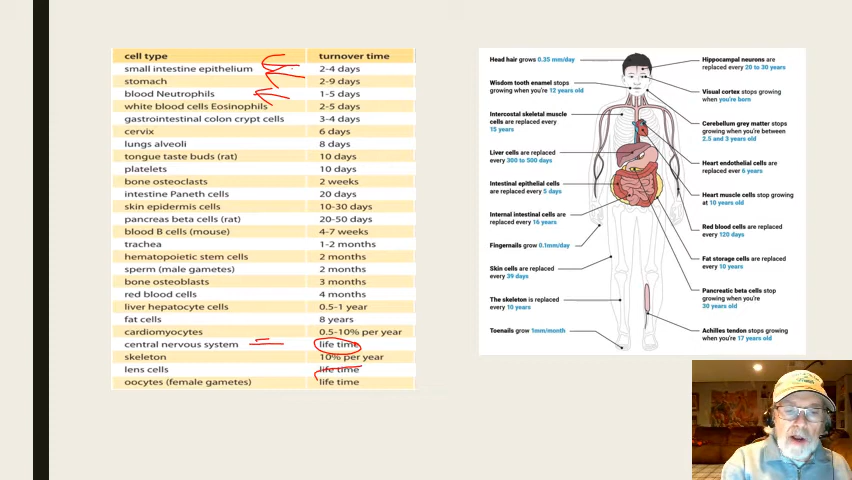 cell type turnover time
small intestine epithelium 2-4 days
stomach 2-9 days
blood Neutrophils 1-5 days
white blood cells Eosinophils 2-5 days
gastrointestinal colon crypt cells 3-4 days
cervix 6 days
lungs alveoli 8 days
tongue taste buds (rat) 10 days
platelets 10 days
bone osteoclasts 2 weeks
intestine Paneth cells 20 days
skin epidermis cells 10-30 days
pancreas beta cells (rat) 20-50 days
blood B cells (mouse) 4-7 weeks
trachea 1-2 months
hematopoietic stem cells 2 months
sperm (male gametes) 2 months
bone osteoblasts 3 months
red blood cells 4 months
liver hepatocyte cells 0.5-1 year
fat cells 8 years
cardiomyocytes 0.5-10% per year
central nervous system life time
skeleton 10% per year
lens cells life time
oocytes (female gametes) life time
Head hair grows 0.35 mm/day
Wisdom tooth enamel stops
growing when you're 12 years old
Intercostal skeletal muscle
cells are replaced every
15 years
Liver cells are replaced
every 300 to 500 days
Intestinal epithelial cells
are replaced every 5 days
Internal intestinal cells are
replaced every 16 years
Fingernails grow 0.1mm/day
Skin cells are replaced
every 39 days
The skeleton is replaced
every 10 years
Toenails grow 1mm/month
Hippocampal neurons are
replaced every 20 to 30 years
Visual cortex stops growing
when you're born
Cerebellum grey matter stops
growing when you're between
2.5 and 3 years old
Heart endothelial cells are
replaced ever 6 years
Heart muscle cells stop growing
at 10 years old
Red blood cells are replaced
every 120 days
Fat storage cells are replaced
every 10 years
Pancreatic beta cells stop
growing when you're
30 years old
Achilles tendon stops growing
when you're 17 years old